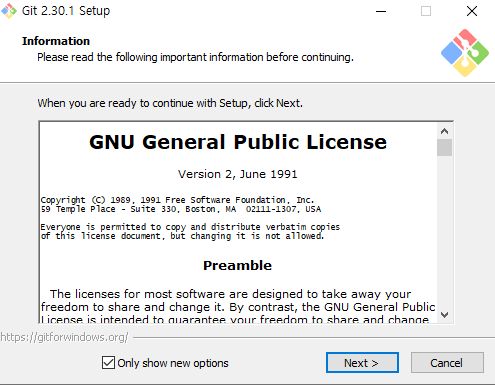 Git 2.30.1 Setup
Information
Please read the following important information before continuing.
When you are ready to continue with Setup, click Next.
GNU General Public License
Version 2, June 1991
Copyright (C) 1989, 1991 Free Software Foundation, Inc.
59 Temple Place - Suite 330, Boston, MA  02111-1307, USA
Everyone is permitted to copy and distribute verbatim copies
of this license document, but changing it is not allowed.
Preamble
The licenses for most software are designed to take away your
freedom to share and change it. By contrast, the GNU General Public
License is intended to guarantee your freedom to share and change
https://gitforwindows.org/
Only show new options
Next >
Cancel